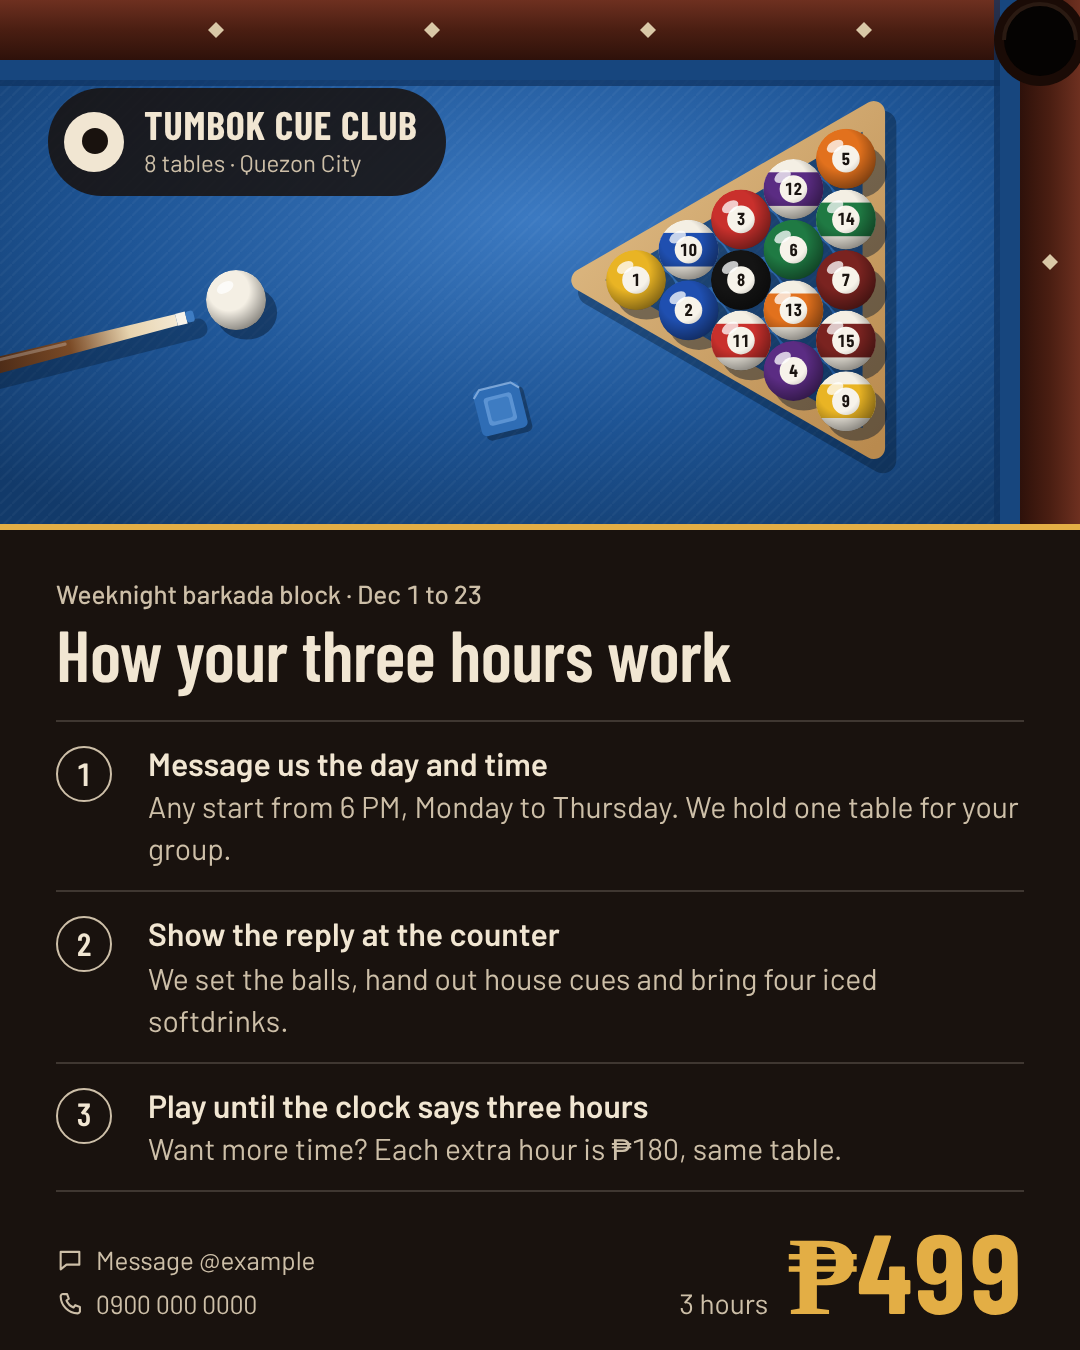 TUMBOK CUE CLUB
8 tables · Quezon City
5
12
3
14
10
6
1
8
7
2
13
11
15
4
9
Weeknight barkada block · Dec 1 to 23
How your three hours work
1
Message us the day and time
Any start from 6 PM, Monday to Thursday. We hold one table for your
group.
2
Show the reply at the counter
We set the balls, hand out house cues and bring four iced
softdrinks.
3
Play until the clock says three hours
Want more time? Each extra hour is ₱180, same table.
Message @example
0900 000 0000
3 hours ₱499